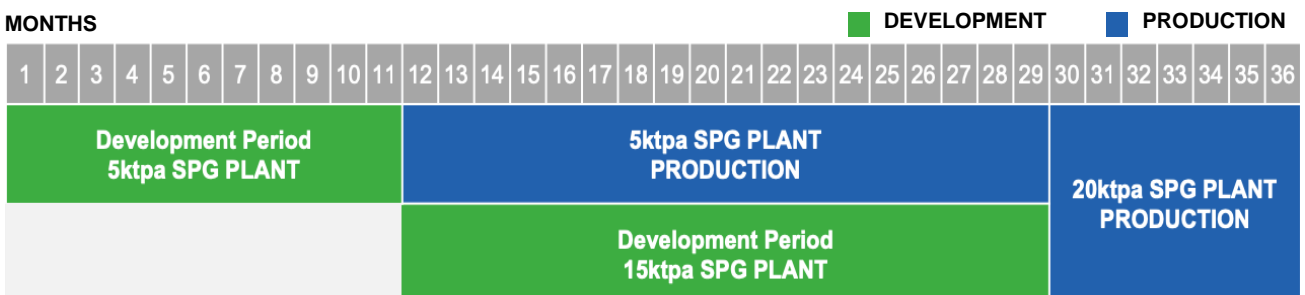 MONTHS DEVELOPMENT PRODUCTION
1 2 3 4 5 6 7 8 9 10 11 12 13 14 15 16 17 18 19 20 21 22 23 24 25 26 27 28 29 30 31 32 33 34 35 36
Development Period
5ktpa SPG PLANT
5ktpa SPG PLANT
PRODUCTION
20ktpa SPG PLANT
PRODUCTION
Development Period
15ktpa SPG PLANT